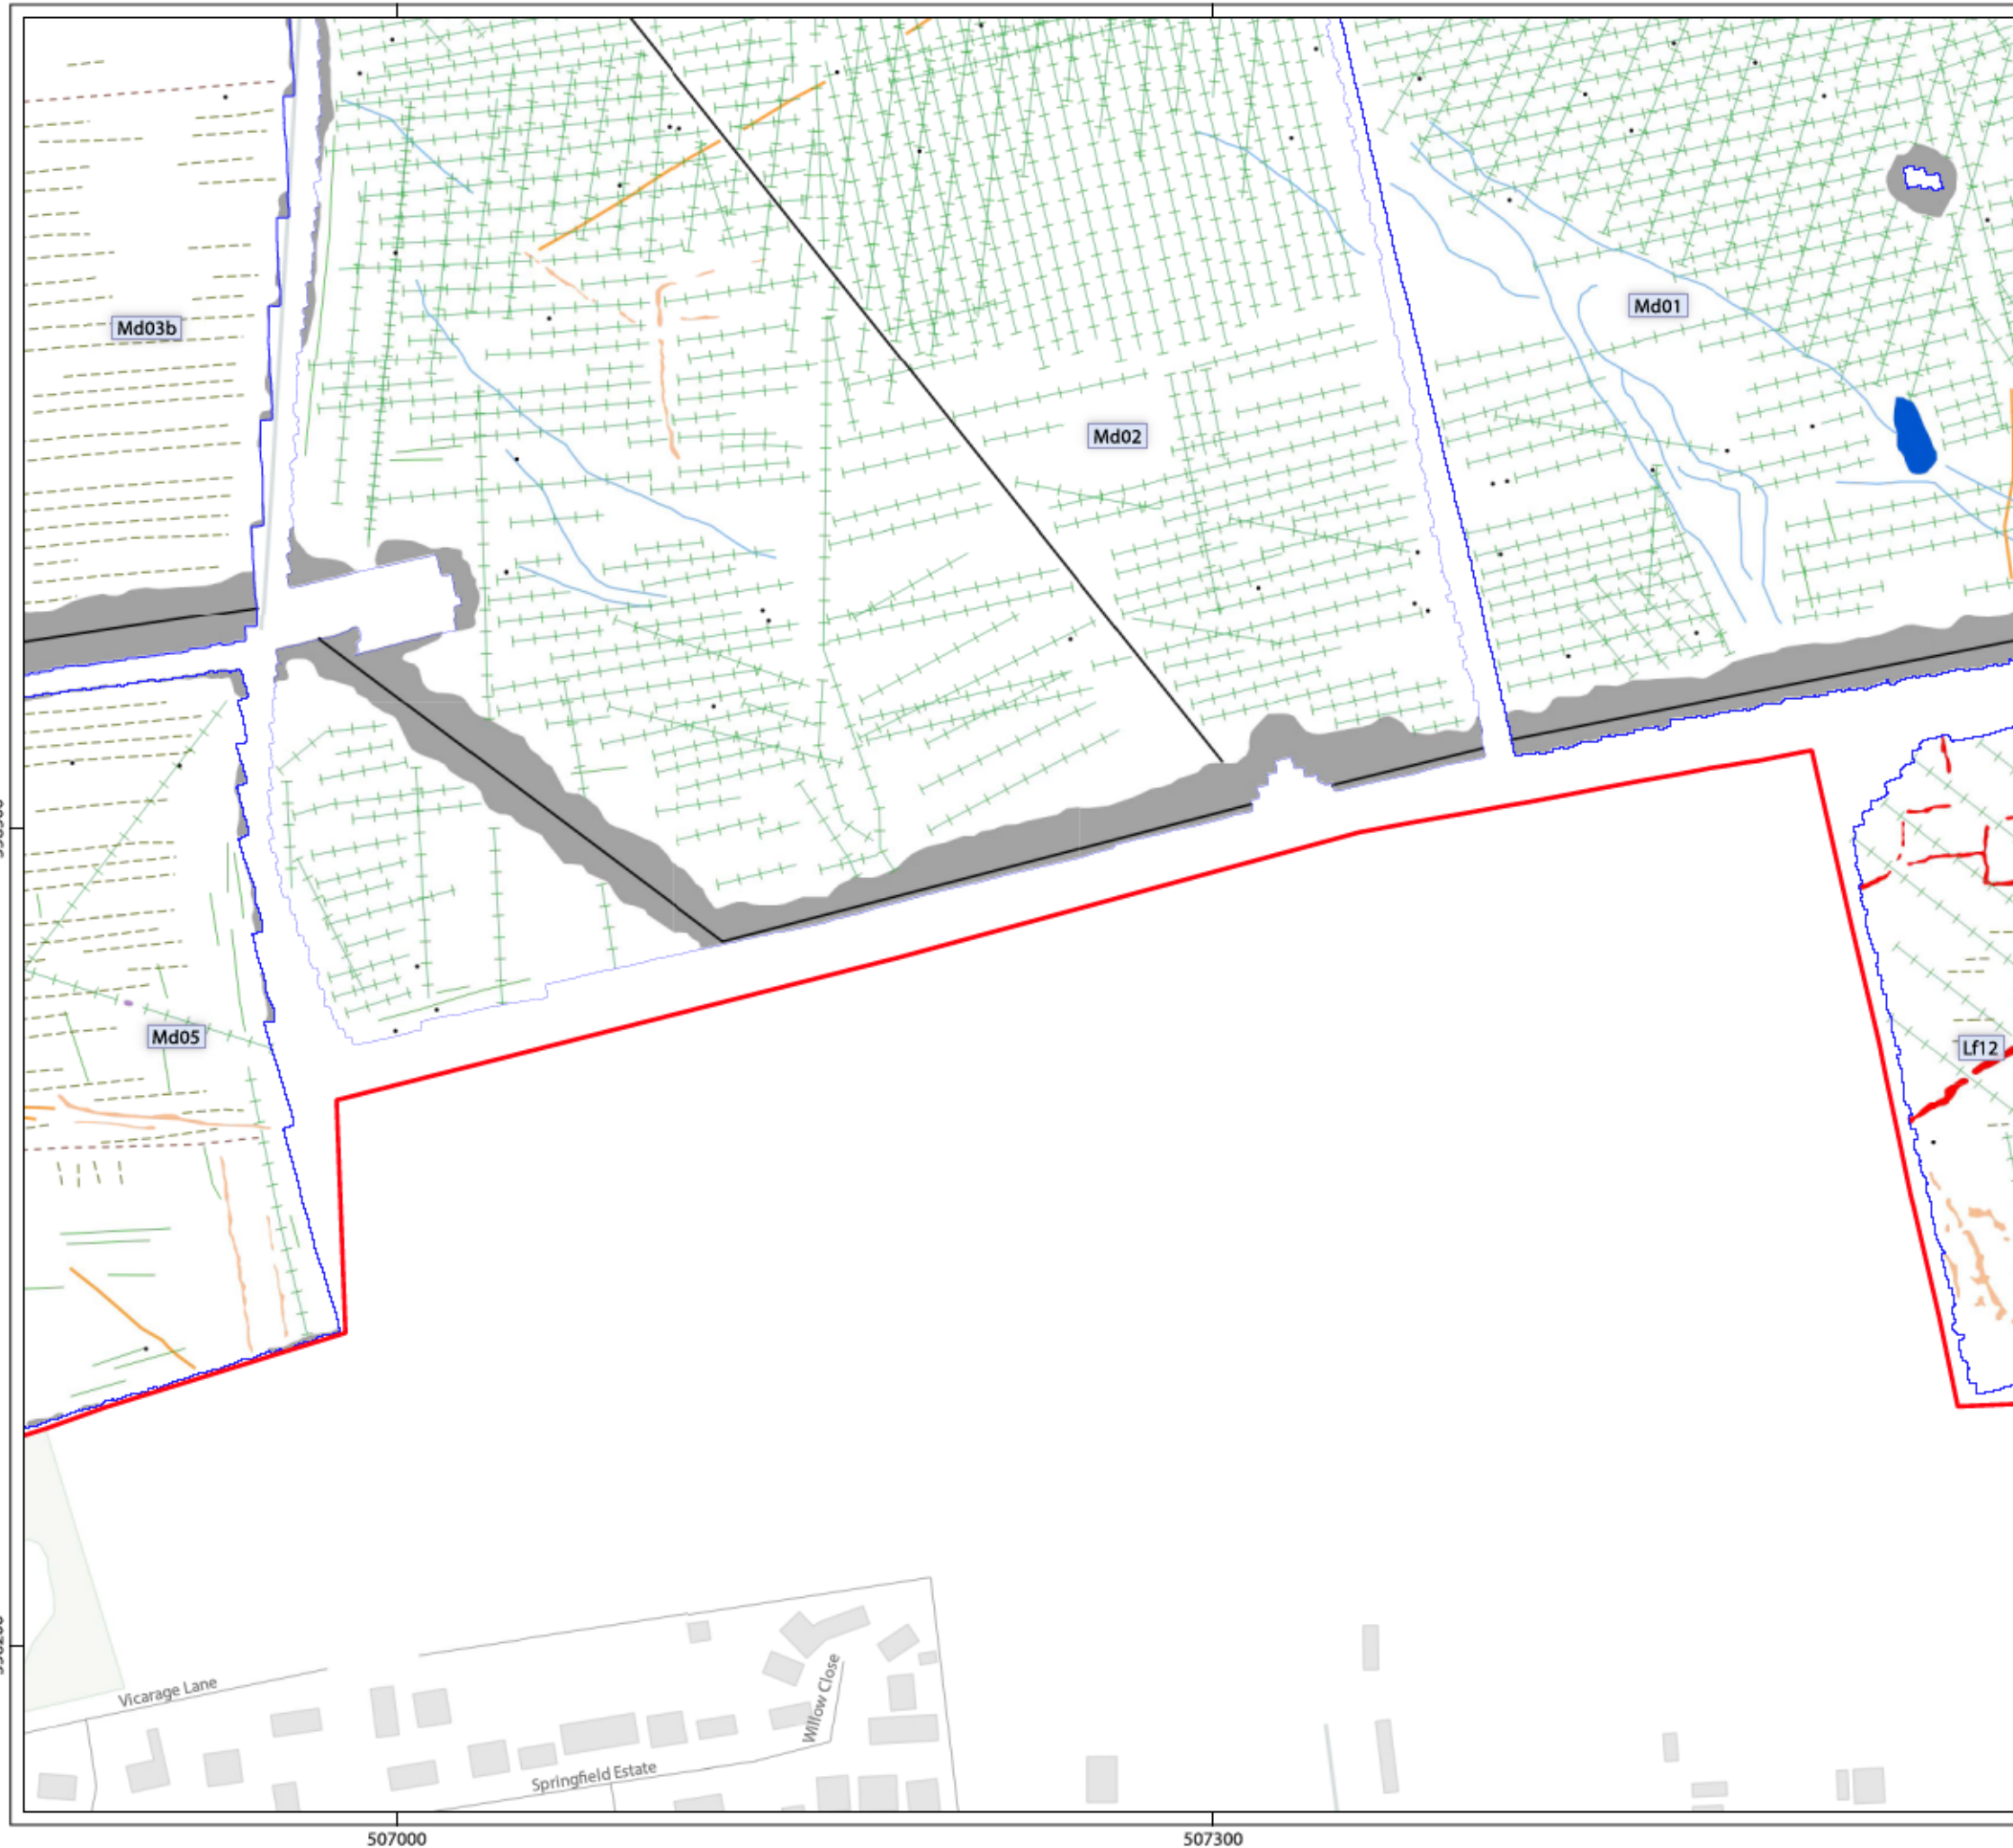 Md03b
Md01
Md02
Md05
Lf12
Vicarage Lane
Willow Close
Springfield Estate
507000
507300